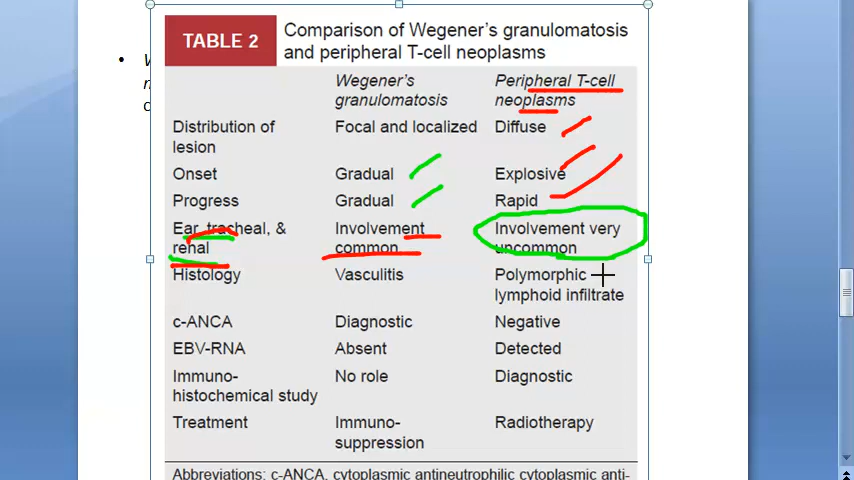 TABLE 2
Comparison of Wegener's granulomatosis
and peripheral T-cell neoplasms
Wegener's granulomatosis
Peripheral T-cell neoplasms
Distribution of lesion
Focal and localized
Diffuse
Onset
Gradual
Explosive
Progress
Gradual
Rapid
Ear, tracheal, & renal
Involvement common
Involvement very uncommon
Histology
Vasculitis
Polymorphic lymphoid infiltrate
c-ANCA
Diagnostic
Negative
EBV-RNA
Absent
Detected
Immuno-
histochemical study
No role
Diagnostic
Treatment
Immuno-
suppression
Radiotherapy
Abbreviations: c-ANCA, cytoplasmic antineutrophilic cytoplasmic anti-